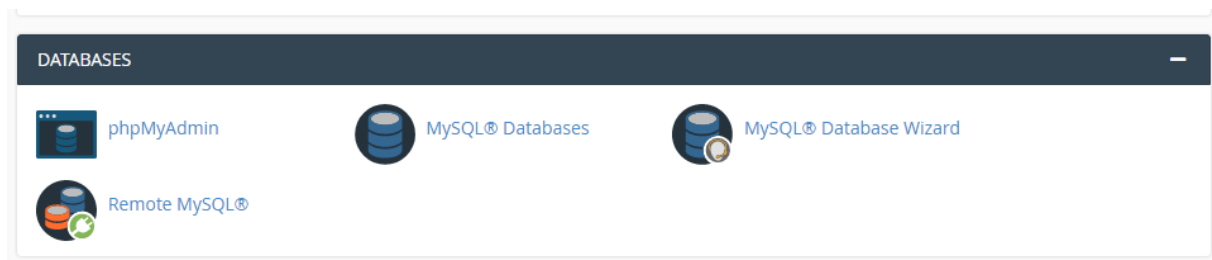 DATABASES
phpMyAdmin
MySQL® Databases
MySQL® Database Wizard
Remote MySQL®